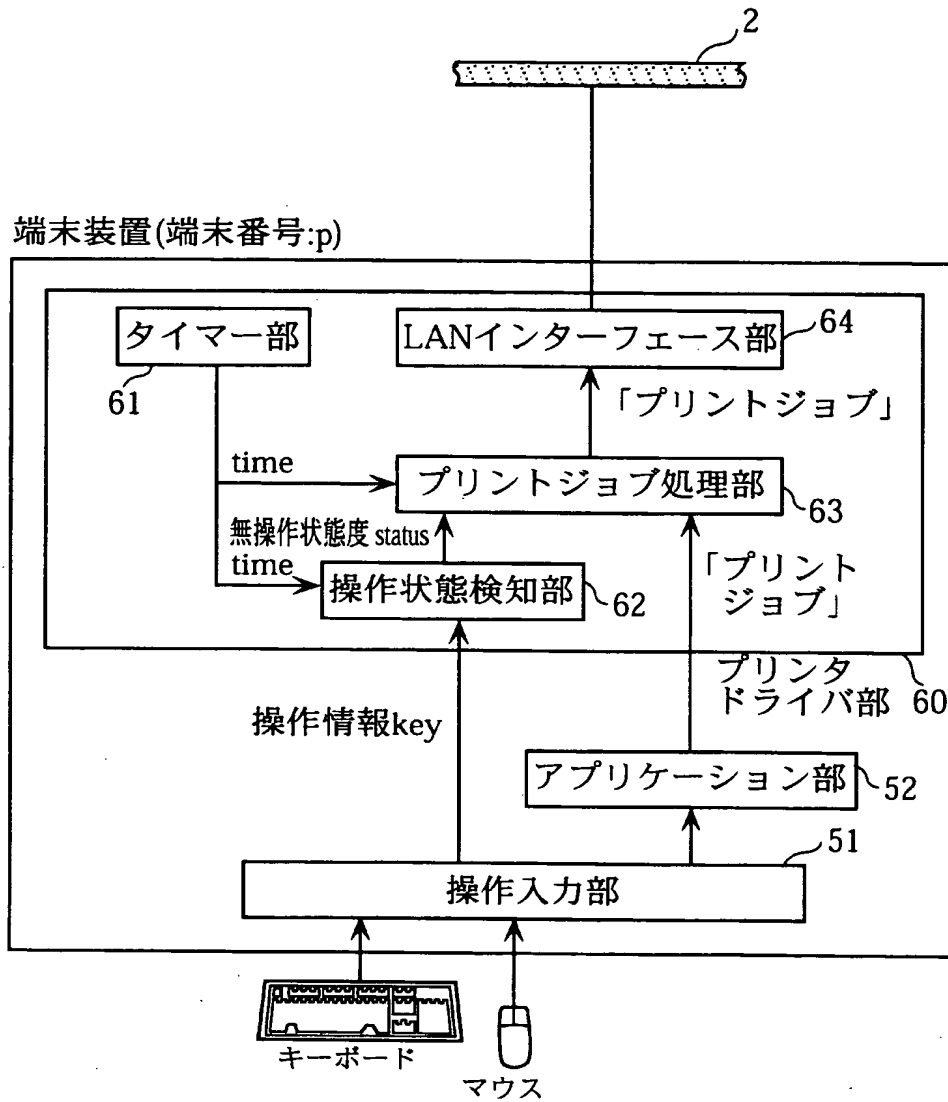 2
端末装置(端末番号:p)
タイマー部
61
LANインターフェース部
64
「プリントジョブ」
time
プリントジョブ処理部
63
無操作状態度 status
time
操作状態検知部
62
「プリント
ジョブ」
プリンタ
ドライバ部 60
操作情報key
アプリケーション部
52
51
操作入力部
キーボード
マウス